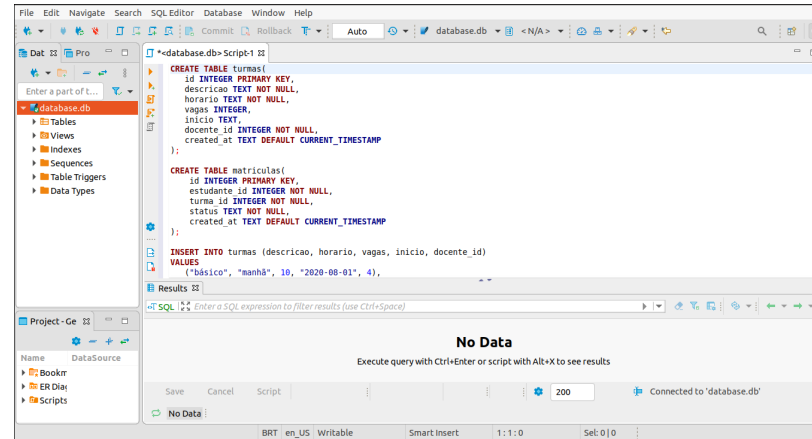 File Edit Navigate Search SQL Editor Database Window Help
Commit Rollback Auto database.db < N/A >
Dat Pro
*<database.db> Script-1
Enter a part of t...
database.db
Tables
Views
Indexes
Sequences
Table Triggers
Data Types
CREATE TABLE turmas(
id INTEGER PRIMARY KEY,
descricao TEXT NOT NULL,
horario TEXT NOT NULL,
vagas INTEGER,
inicio TEXT,
docente_id INTEGER NOT NULL,
created_at TEXT DEFAULT CURRENT_TIMESTAMP
);
CREATE TABLE matriculas(
id INTEGER PRIMARY KEY,
estudante_id INTEGER NOT NULL,
turma_id INTEGER NOT NULL,
status TEXT NOT NULL,
created_at TEXT DEFAULT CURRENT_TIMESTAMP
);
INSERT INTO turmas (descricao, horario, vagas, inicio, docente_id)
VALUES
("básico", "manhã", 10, "2020-08-01", 4),
Results
SQL Enter a SQL expression to filter results (use Ctrl+Space)
No Data
Execute query with Ctrl+Enter or script with Alt+X to see results
Project - Ge
Name DataSource
Bookm
ER Diag
Scripts
Save Cancel Script 200 Connected to 'database.db'
No Data
BRT en_US Writable Smart Insert 1 : 1 : 0 Sel: 0 | 0